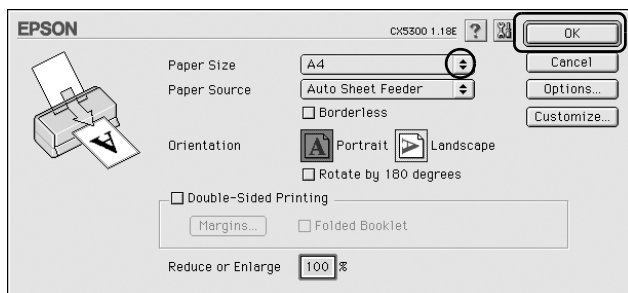 EPSON
CX5300 1.18E ?
OK
Paper Size A4
Cancel
Paper Source Auto Sheet Feeder
Options...
Borderless
Customize...
Orientation A Portrait A Landscape
Rotate by 180 degrees
Double-Sided Printing
Margins... Folded Booklet
Reduce or Enlarge 100 %
A